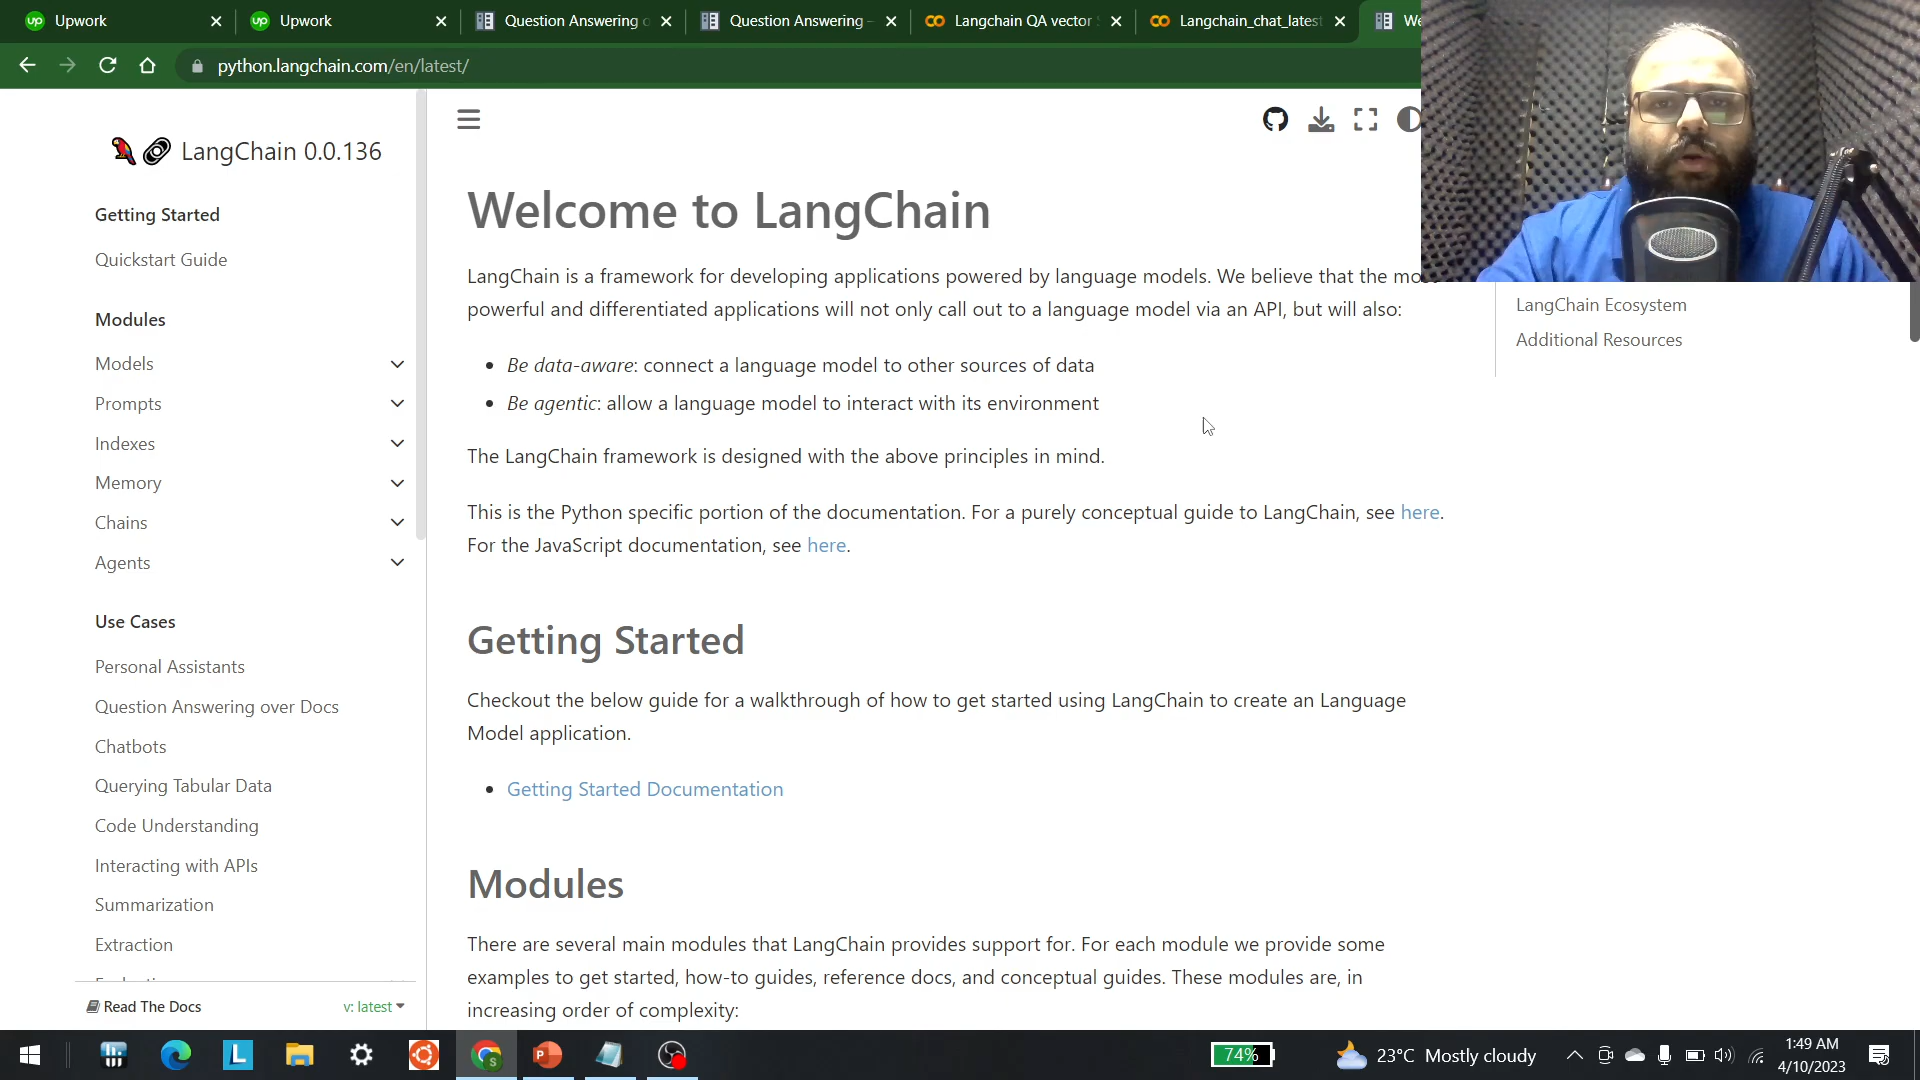 Upwork
Upwork
Question Answering o
Question Answering -
Langchain QA vector
Langchain_chat_latest
We
python.langchain.com/en/latest/
LangChain 0.0.136
Getting Started
Quickstart Guide
Modules
Models
Prompts
Indexes
Memory
Chains
Agents
Use Cases
Personal Assistants
Question Answering over Docs
Chatbots
Querying Tabular Data
Code Understanding
Interacting with APIs
Summarization
Extraction
Read The Docs
v: latest
Welcome to LangChain
LangChain is a framework for developing applications powered by language models. We believe that the mo
powerful and differentiated applications will not only call out to a language model via an API, but will also:
• Be data-aware: connect a language model to other sources of data
• Be agentic: allow a language model to interact with its environment
The LangChain framework is designed with the above principles in mind.
This is the Python specific portion of the documentation. For a purely conceptual guide to LangChain, see here.
For the JavaScript documentation, see here.
Getting Started
Checkout the below guide for a walkthrough of how to get started using LangChain to create an Language
Model application.
• Getting Started Documentation
Modules
There are several main modules that LangChain provides support for. For each module we provide some
examples to get started, how-to guides, reference docs, and conceptual guides. These modules are, in
increasing order of complexity:
LangChain Ecosystem
Additional Resources
74%
23°C Mostly cloudy
1:49 AM
4/10/2023